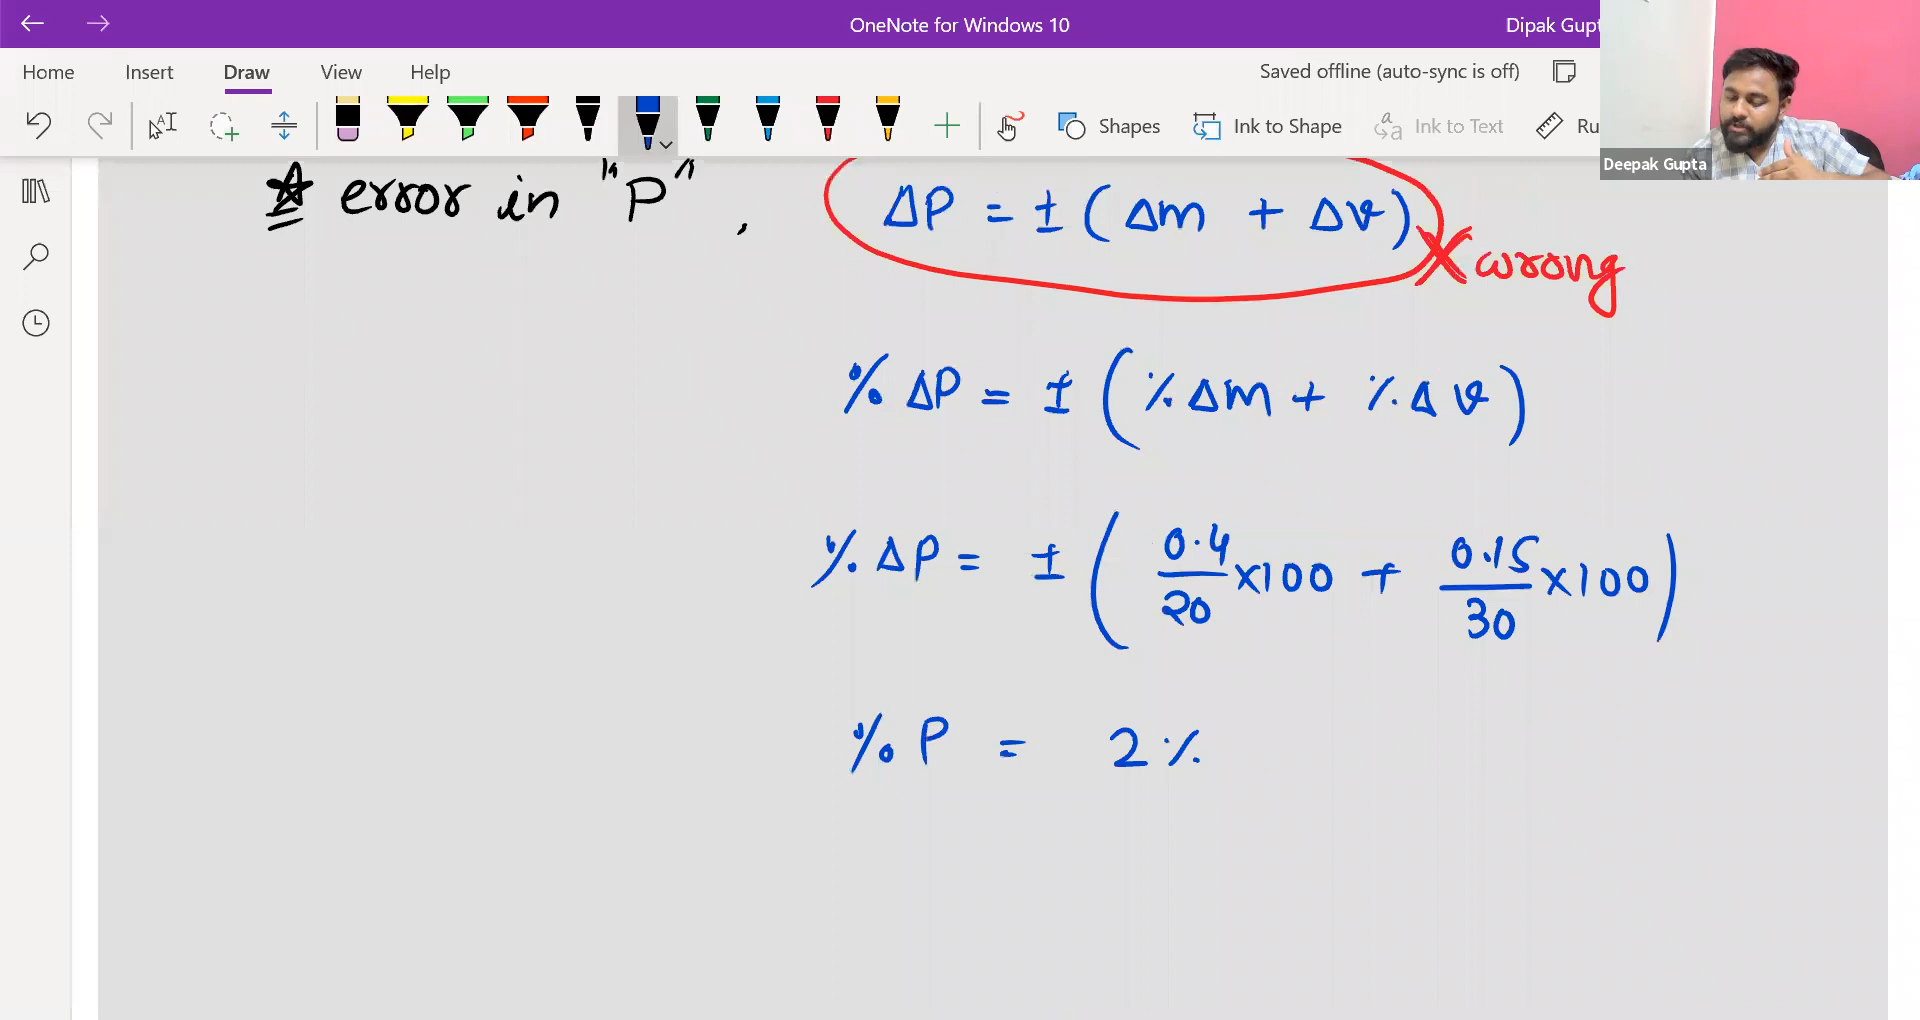 OneNote for Windows 10
Dipak Gupt
Home Insert Draw View Help
Saved offline (auto-sync is off)
Shapes Ink to Shape Ink to Text Ru
Deepak Gupta
error in "P",
ΔP = ± (Δm + Δv)
wrong
% ΔP = ± (% Δm + % Δv)
% ΔP = ± (0.4/20 × 100 + 0.15/30 × 100)
% P = 2 %